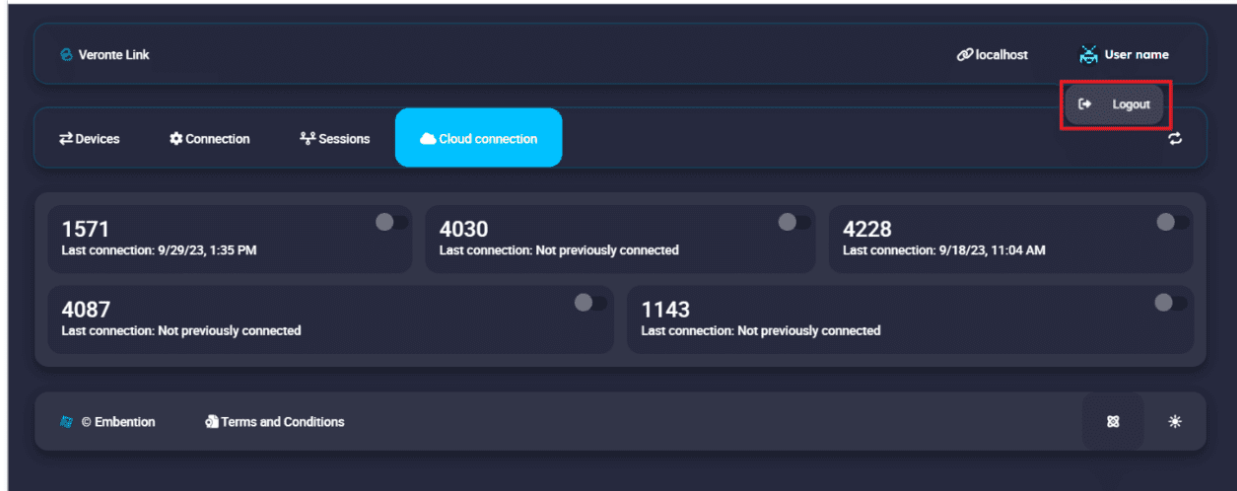 Veronte Link
localhost
User name
Logout
Devices
Connection
Sessions
Cloud connection
1571
Last connection: 9/29/23, 1:35 PM
4030
Last connection: Not previously connected
4228
Last connection: 9/18/23, 11:04 AM
4087
Last connection: Not previously connected
1143
Last connection: Not previously connected
© Embention
Terms and Conditions